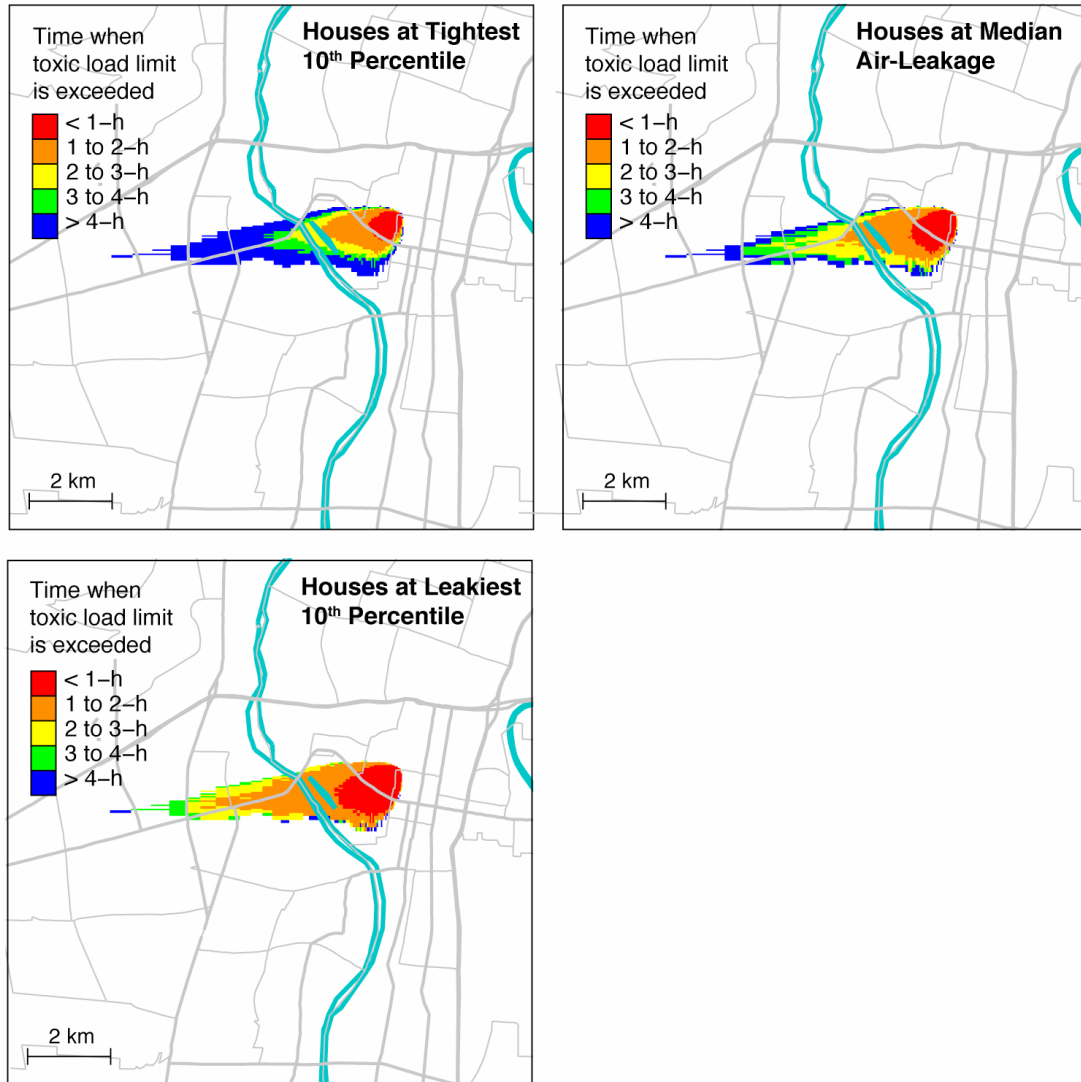 Time when
toxic load limit
is exceeded
< 1-h
1 to 2-h
2 to 3-h
3 to 4-h
> 4-h
Houses at Tightest
10th Percentile
2 km
Time when
toxic load limit
is exceeded
< 1-h
1 to 2-h
2 to 3-h
3 to 4-h
> 4-h
Houses at Median
Air-Leakage
2 km
Time when
toxic load limit
is exceeded
< 1-h
1 to 2-h
2 to 3-h
3 to 4-h
> 4-h
Houses at Leakiest
10th Percentile
2 km